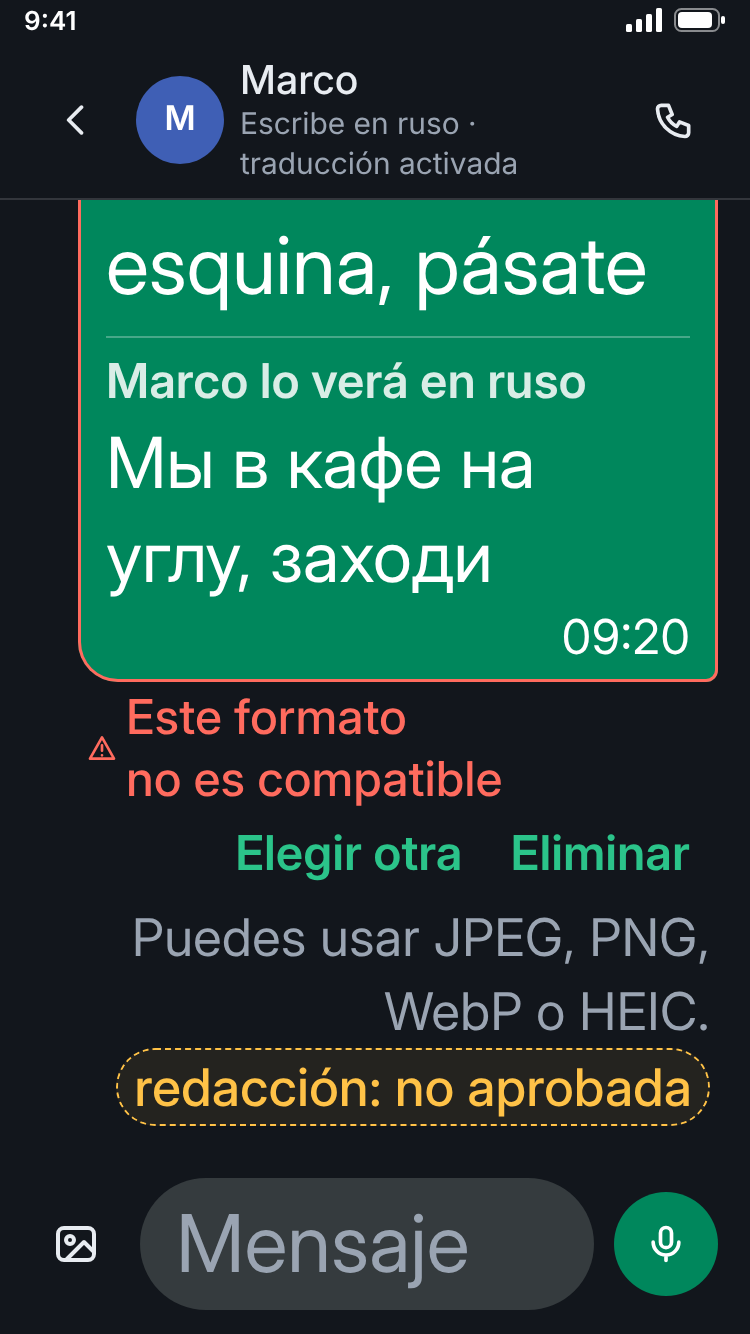 9:41
Marco
M
Escribe en ruso ·
traducción activada
esquina, pásate
Marco lo verá en ruso
Мы в кафе на
углу, заходи
09:20
Este formato
no es compatible
Elegir otra Eliminar
Puedes usar JPEG, PNG,
WebP o HEIC.
redacción: no aprobada
Mensaje